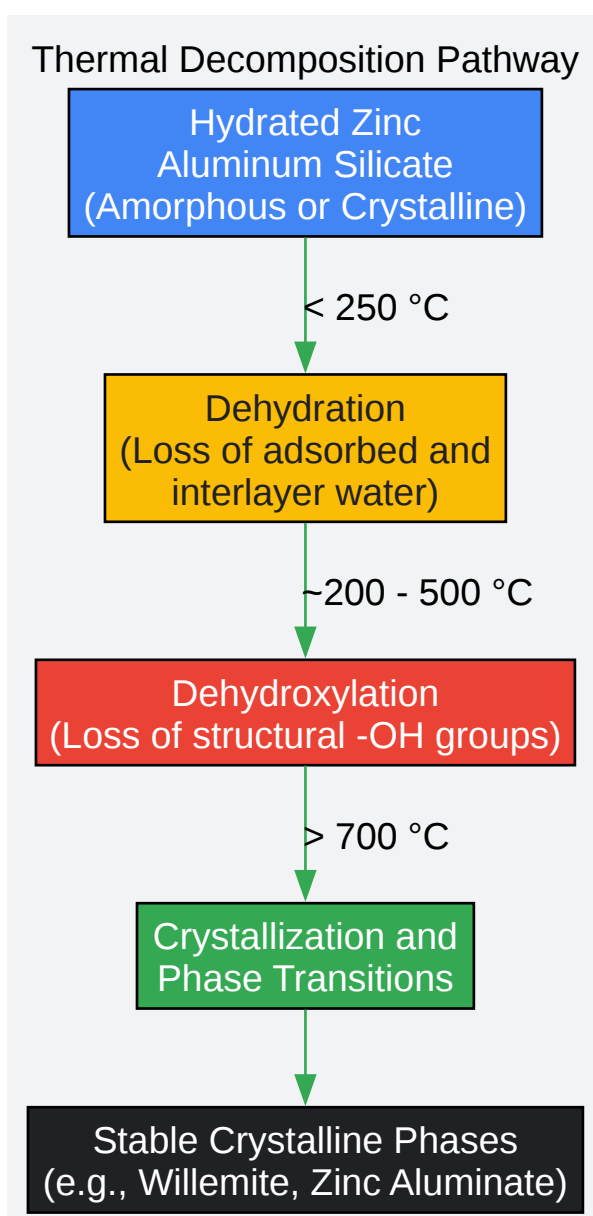 Thermal Decomposition Pathway
Hydrated Zinc
Aluminum Silicate
(Amorphous or Crystalline)
< 250 °C
Dehydration
(Loss of adsorbed and
interlayer water)
~200 - 500 °C
Dehydroxylation
(Loss of structural -OH groups)
> 700 °C
Crystallization and
Phase Transitions
Stable Crystalline Phases
(e.g., Willemite, Zinc Aluminate)